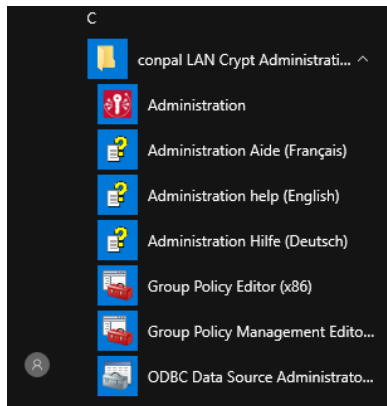 C
conpal LAN Crypt Administrati...
Administration
Administration Aide (Français)
Administration help (English)
Administration Hilfe (Deutsch)
Group Policy Editor (x86)
Group Policy Management Edito...
ODBC Data Source Administrato...